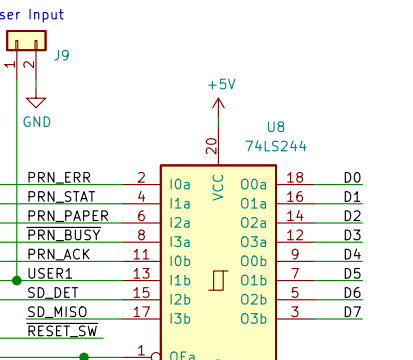 ser Input
J9
1 2
GND
+5V
20
U8
74LS244
VCC
PRN_ERR 2 I0a O0a 18 D0
PRN_STAT 4 I1a O1a 16 D1
PRN_PAPER 6 I2a O2a 14 D2
PRN_BUSY 8 I3a O3a 12 D3
PRN_ACK 11 I0b O0b 9 D4
USER1 13 I1b O1b 7 D5
SD_DET 15 I2b O2b 5 D6
SD_MISO 17 I3b O3b 3 D7
RESET_SW
1 OEa